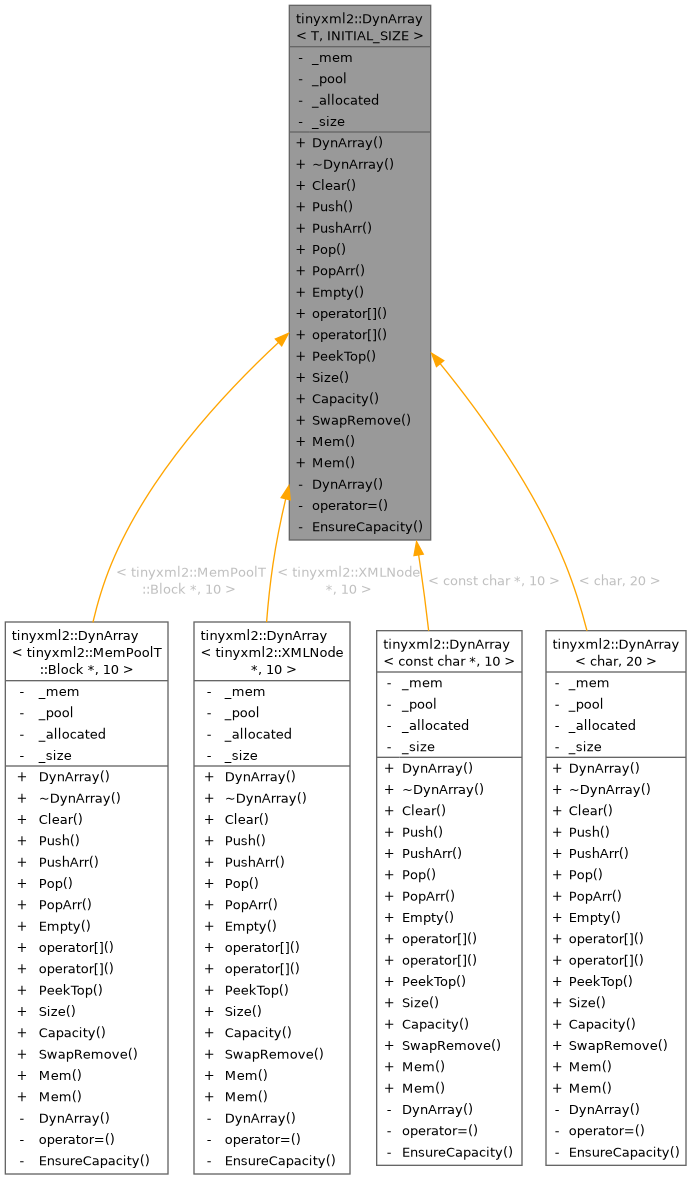 tinyxml2::DynArray
< T, INITIAL_SIZE >
- _mem
- _pool
- _allocated
- _size
+ DynArray()
+ ~DynArray()
+ Clear()
+ Push()
+ PushArr()
+ Pop()
+ PopArr()
+ Empty()
+ operator[]()
+ operator[]()
+ PeekTop()
+ Size()
+ Capacity()
+ SwapRemove()
+ Mem()
+ Mem()
- DynArray()
- operator=()
- EnsureCapacity()
< tinyxml2::MemPoolT
::Block *, 10 >
< tinyxml2::XMLNode
*, 10 >
< const char *, 10 >
< char, 20 >
tinyxml2::DynArray
< tinyxml2::MemPoolT
::Block *, 10 >
- _mem
- _pool
- _allocated
- _size
+ DynArray()
+ ~DynArray()
+ Clear()
+ Push()
+ PushArr()
+ Pop()
+ PopArr()
+ Empty()
+ operator[]()
+ operator[]()
+ PeekTop()
+ Size()
+ Capacity()
+ SwapRemove()
+ Mem()
+ Mem()
- DynArray()
- operator=()
- EnsureCapacity()
tinyxml2::DynArray
< tinyxml2::XMLNode
*, 10 >
- _mem
- _pool
- _allocated
- _size
+ DynArray()
+ ~DynArray()
+ Clear()
+ Push()
+ PushArr()
+ Pop()
+ PopArr()
+ Empty()
+ operator[]()
+ operator[]()
+ PeekTop()
+ Size()
+ Capacity()
+ SwapRemove()
+ Mem()
+ Mem()
- DynArray()
- operator=()
- EnsureCapacity()
tinyxml2::DynArray
< const char *, 10 >
- _mem
- _pool
- _allocated
- _size
+ DynArray()
+ ~DynArray()
+ Clear()
+ Push()
+ PushArr()
+ Pop()
+ PopArr()
+ Empty()
+ operator[]()
+ operator[]()
+ PeekTop()
+ Size()
+ Capacity()
+ SwapRemove()
+ Mem()
+ Mem()
- DynArray()
- operator=()
- EnsureCapacity()
tinyxml2::DynArray
< char, 20 >
- _mem
- _pool
- _allocated
- _size
+ DynArray()
+ ~DynArray()
+ Clear()
+ Push()
+ PushArr()
+ Pop()
+ PopArr()
+ Empty()
+ operator[]()
+ operator[]()
+ PeekTop()
+ Size()
+ Capacity()
+ SwapRemove()
+ Mem()
+ Mem()
- DynArray()
- operator=()
- EnsureCapacity()